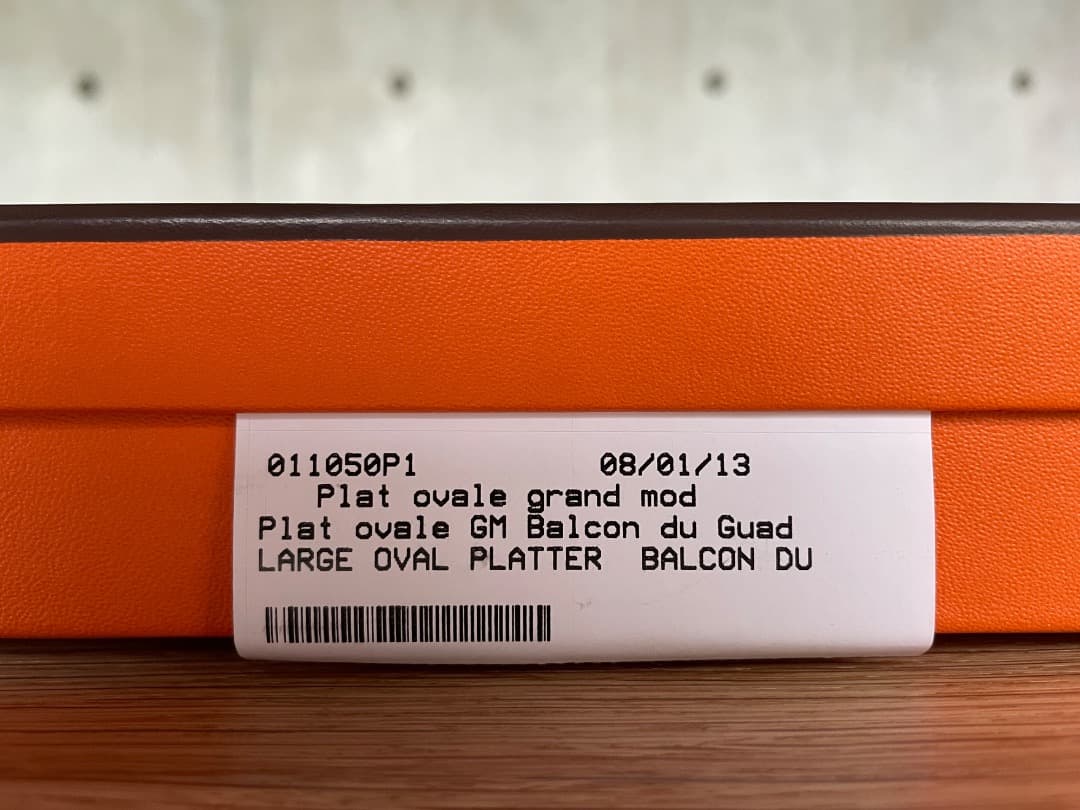 011050P1 08/01/13
Plat ovale grand mod
Plat ovale GM Balcon du Guad
LARGE OVAL PLATTER BALCON DU